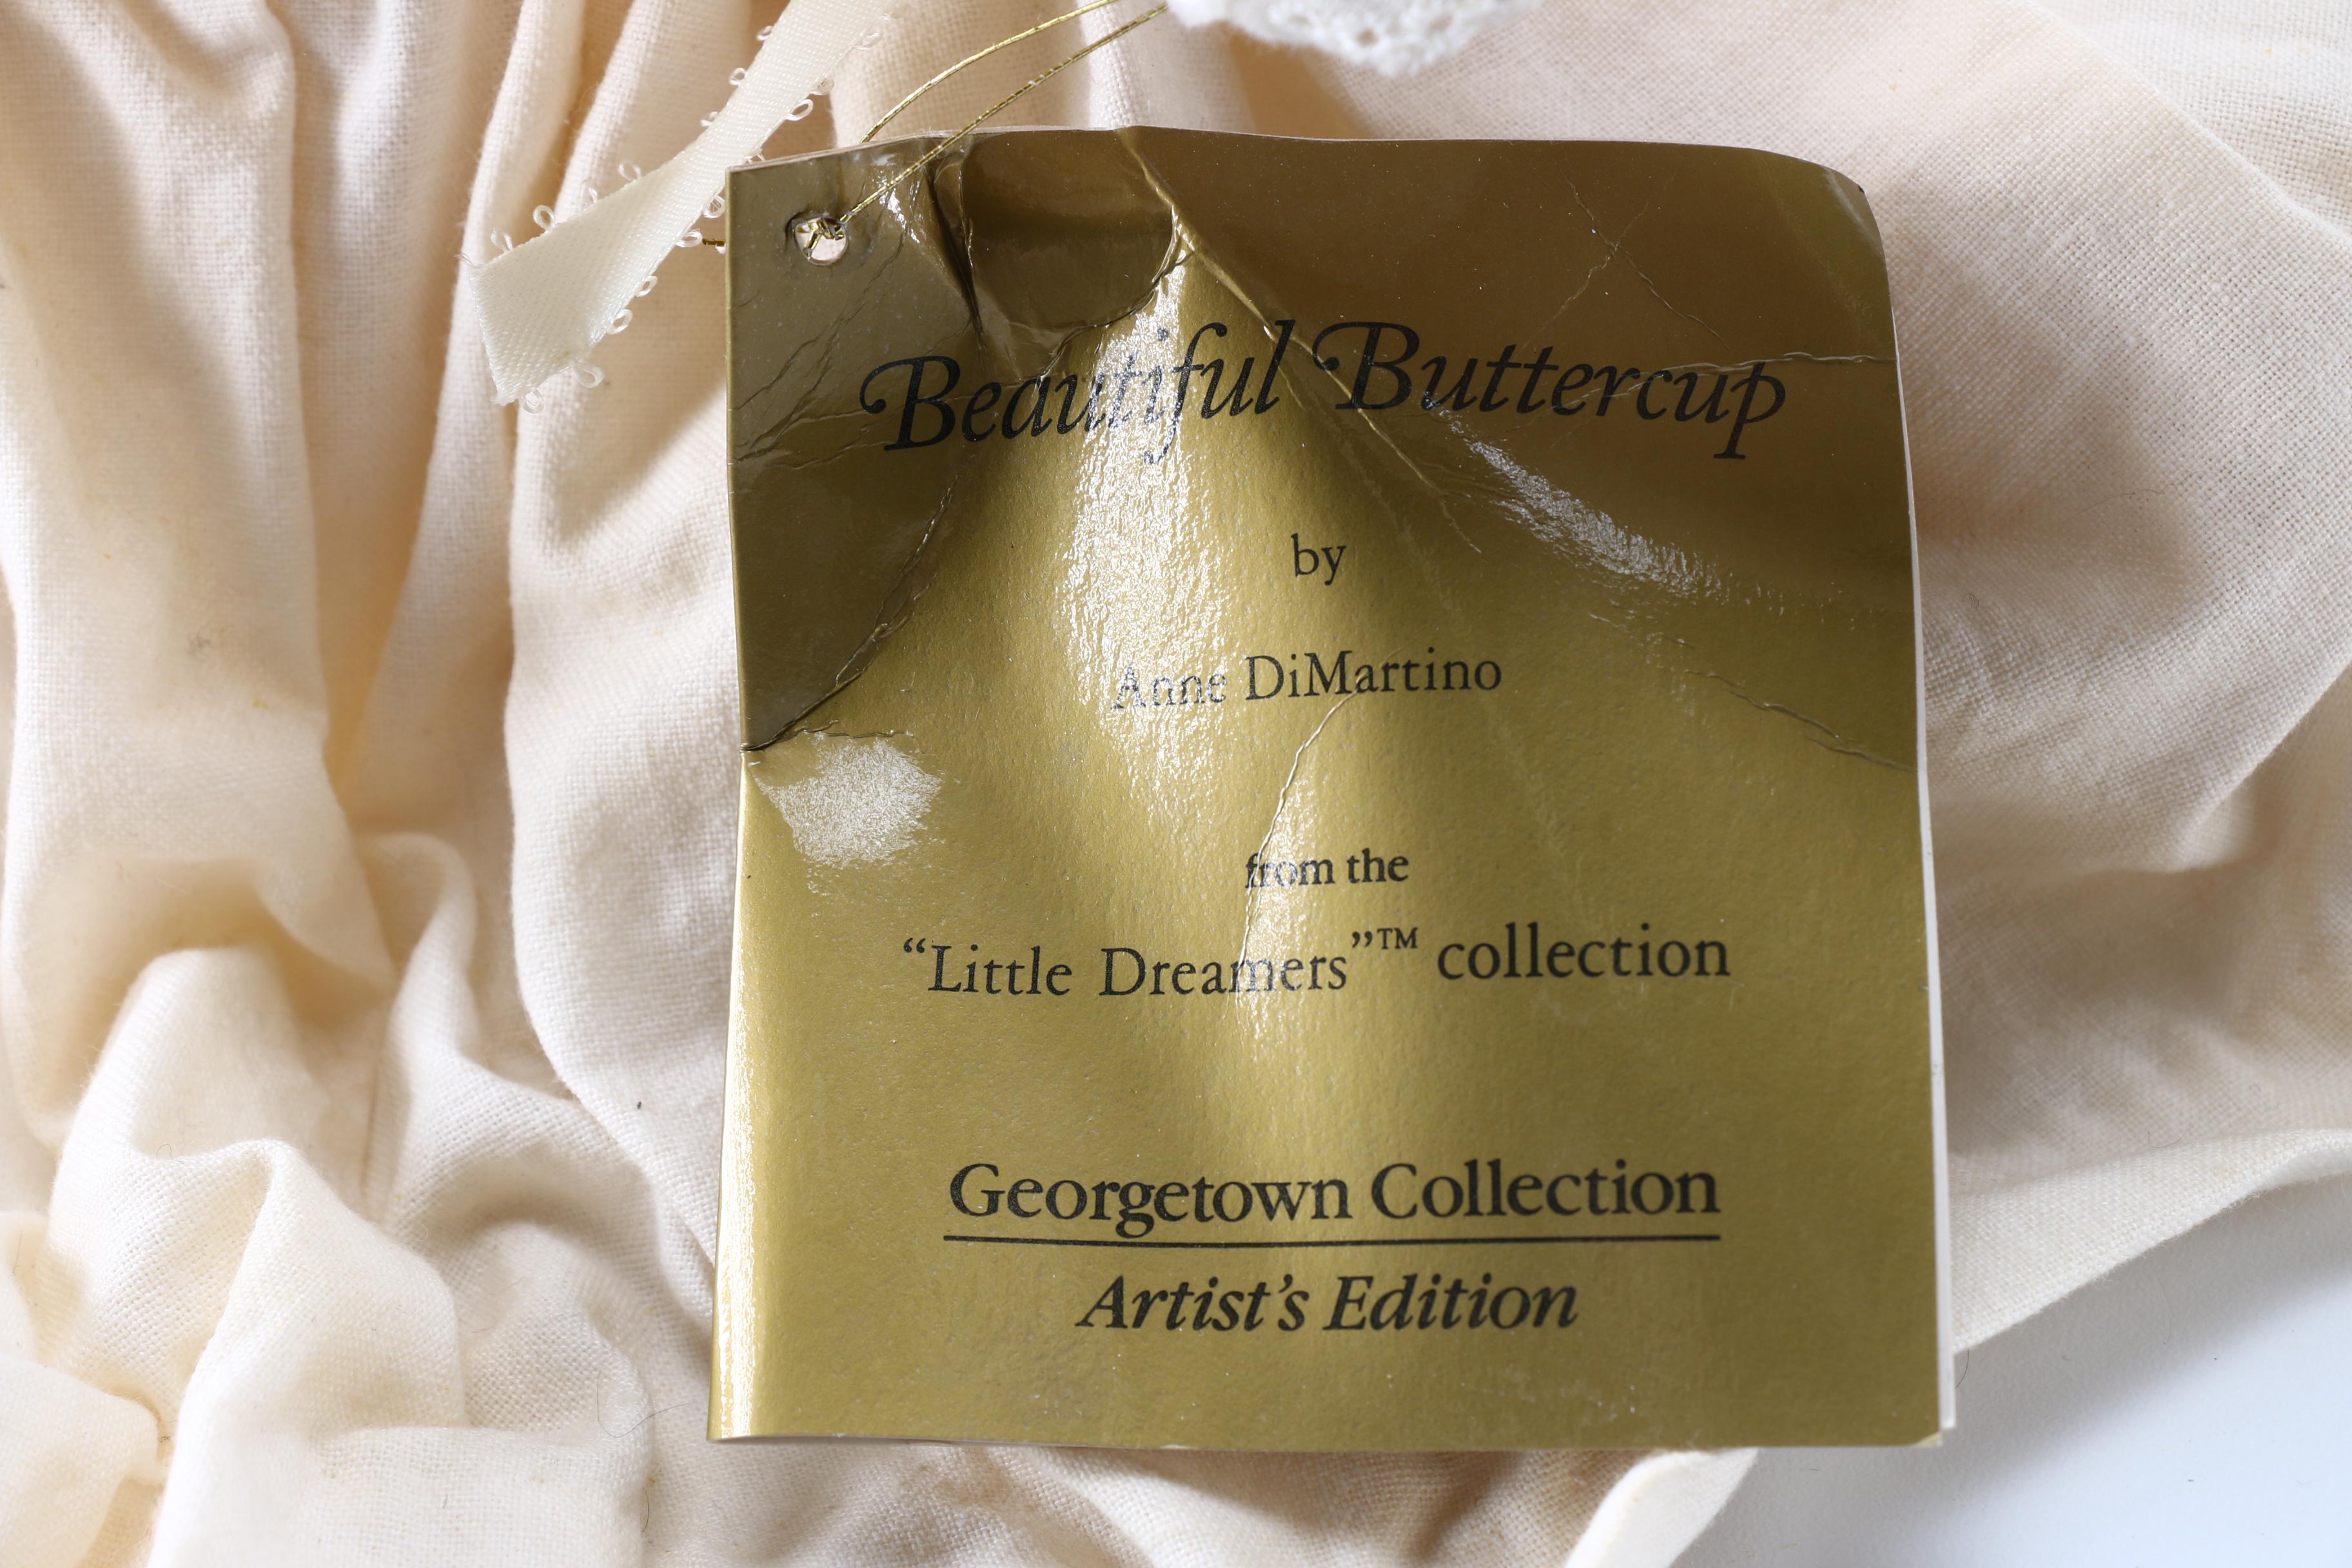 Beautiful Buttercup
by
Anne DiMartino
from the
“Little Dreamers”™ collection
Georgetown Collection
Artist’s Edition